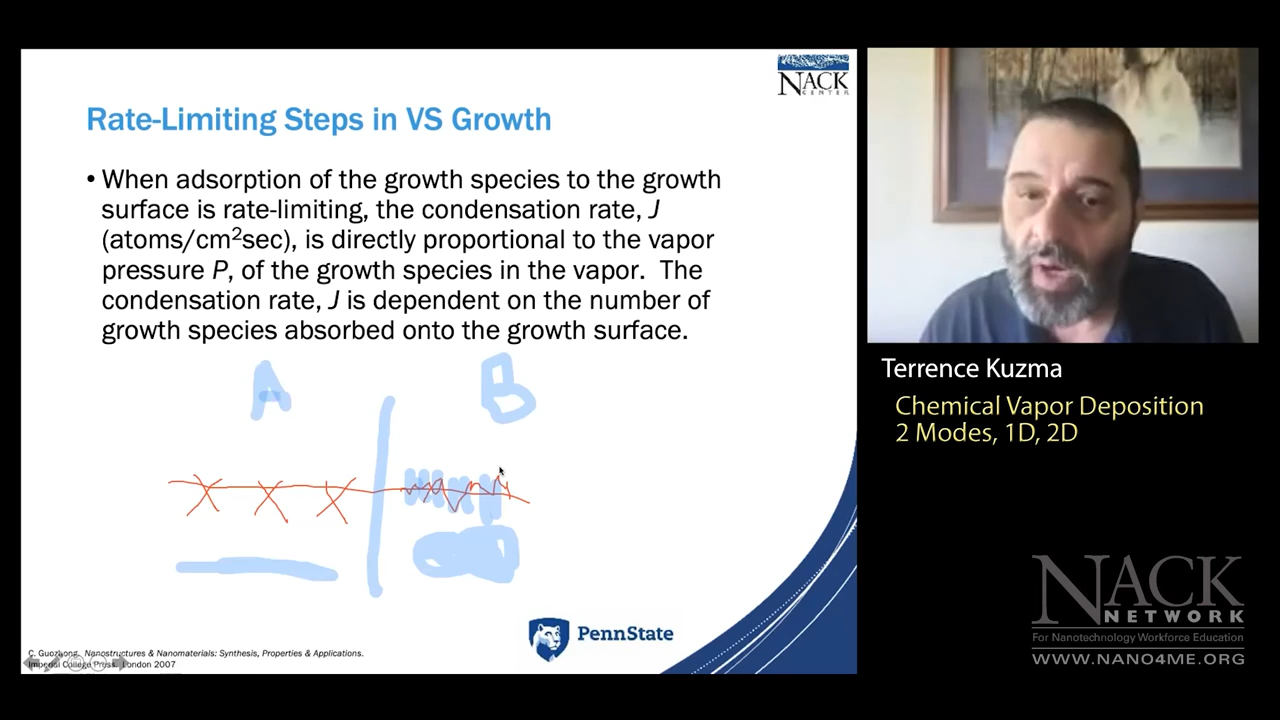 NACK
CENTER
Rate-Limiting Steps in VS Growth
• When adsorption of the growth species to the growth
surface is rate-limiting, the condensation rate, J
(atoms/cm²sec), is directly proportional to the vapor
pressure P, of the growth species in the vapor. The
condensation rate, J is dependent on the number of
growth species absorbed onto the growth surface.
A B
PennState
C. Guozhong. Nanostructures & Nanomaterials: Synthesis, Properties & Applications.
Imperial College Press. London 2007
Terrence Kuzma
Chemical Vapor Deposition
2 Modes, 1D, 2D
NACK
NETWORK
For Nanotechnology Workforce Education
WWW.NANO4ME.ORG